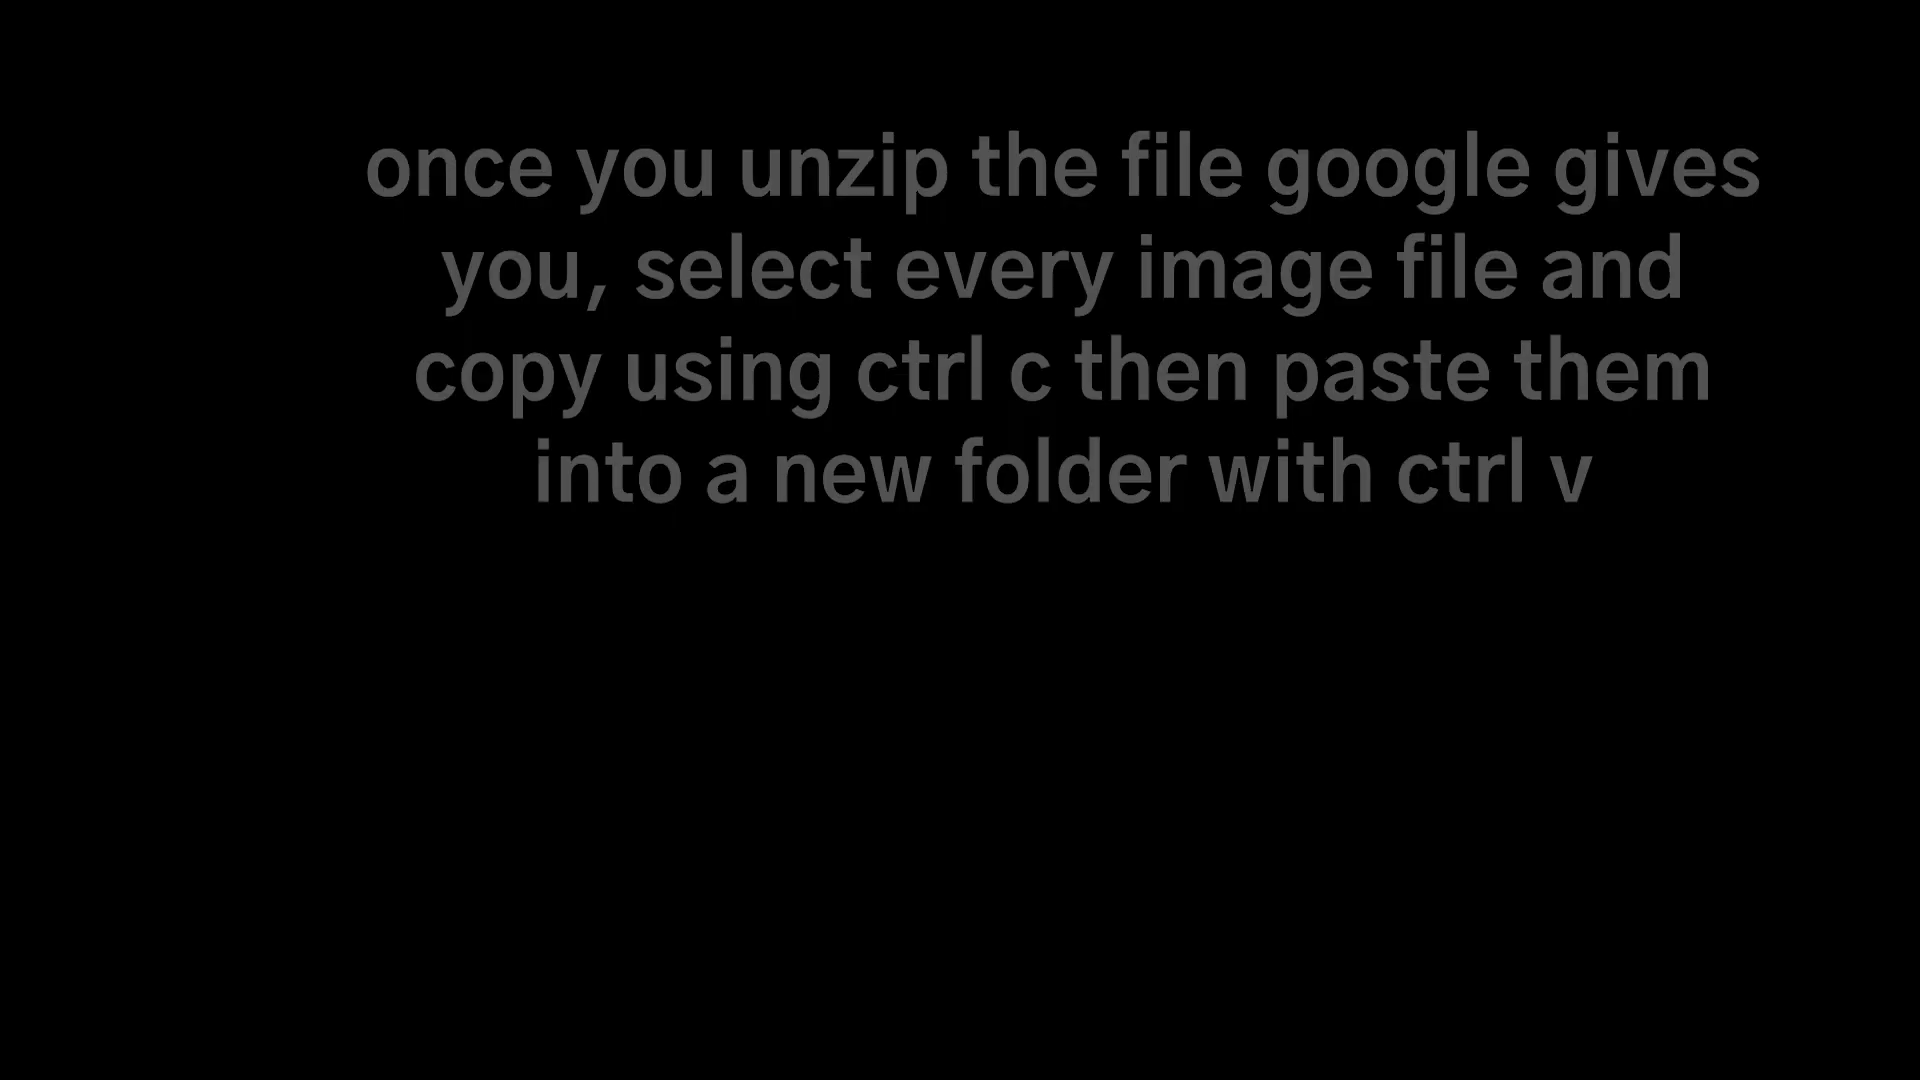 once you unzip the file google gives
you, select every image file and
copy using ctrl c then paste them
into a new folder with ctrl v